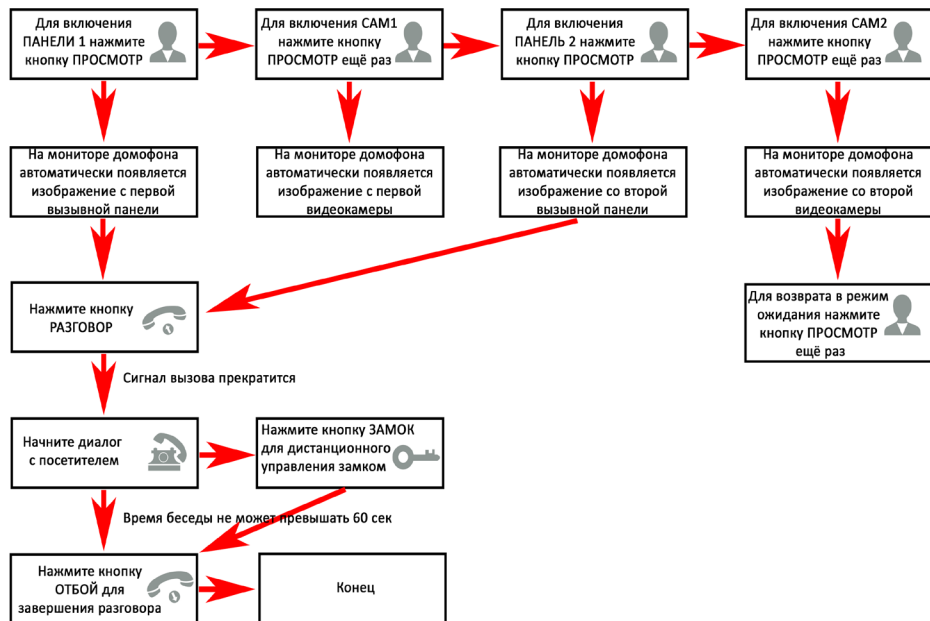 Для включения
ПАНЕЛИ 1 нажмите
кнопку ПРОСМОТР
Для включения САМ1
нажмите кнопку
ПРОСМОТР ещё раз
Для включения
ПАНЕЛЬ 2 нажмите
кнопку ПРОСМОТР
Для включения САМ2
нажмите кнопку
ПРОСМОТР ещё раз
На мониторе домофона
автоматически появляется
изображение с первой
вызывной панели
На мониторе домофона
автоматически появляется
изображение с первой
видеокамеры
На мониторе домофона
автоматически появляется
изображение со второй
вызывной панели
На мониторе домофона
автоматически появляется
изображение со второй
видеокамеры
Нажмите кнопку
РАЗГОВОР
Для возврата в режим
ожидания нажмите
кнопку ПРОСМОТР
ещё раз
Сигнал вызова прекратится
Начните диалог
с посетителем
Нажмите кнопку ЗАМОК
для дистанционного
управления замком
Время беседы не может превышать 60 сек
Нажмите кнопку
ОТБОЙ для
завершения разговора
Конец